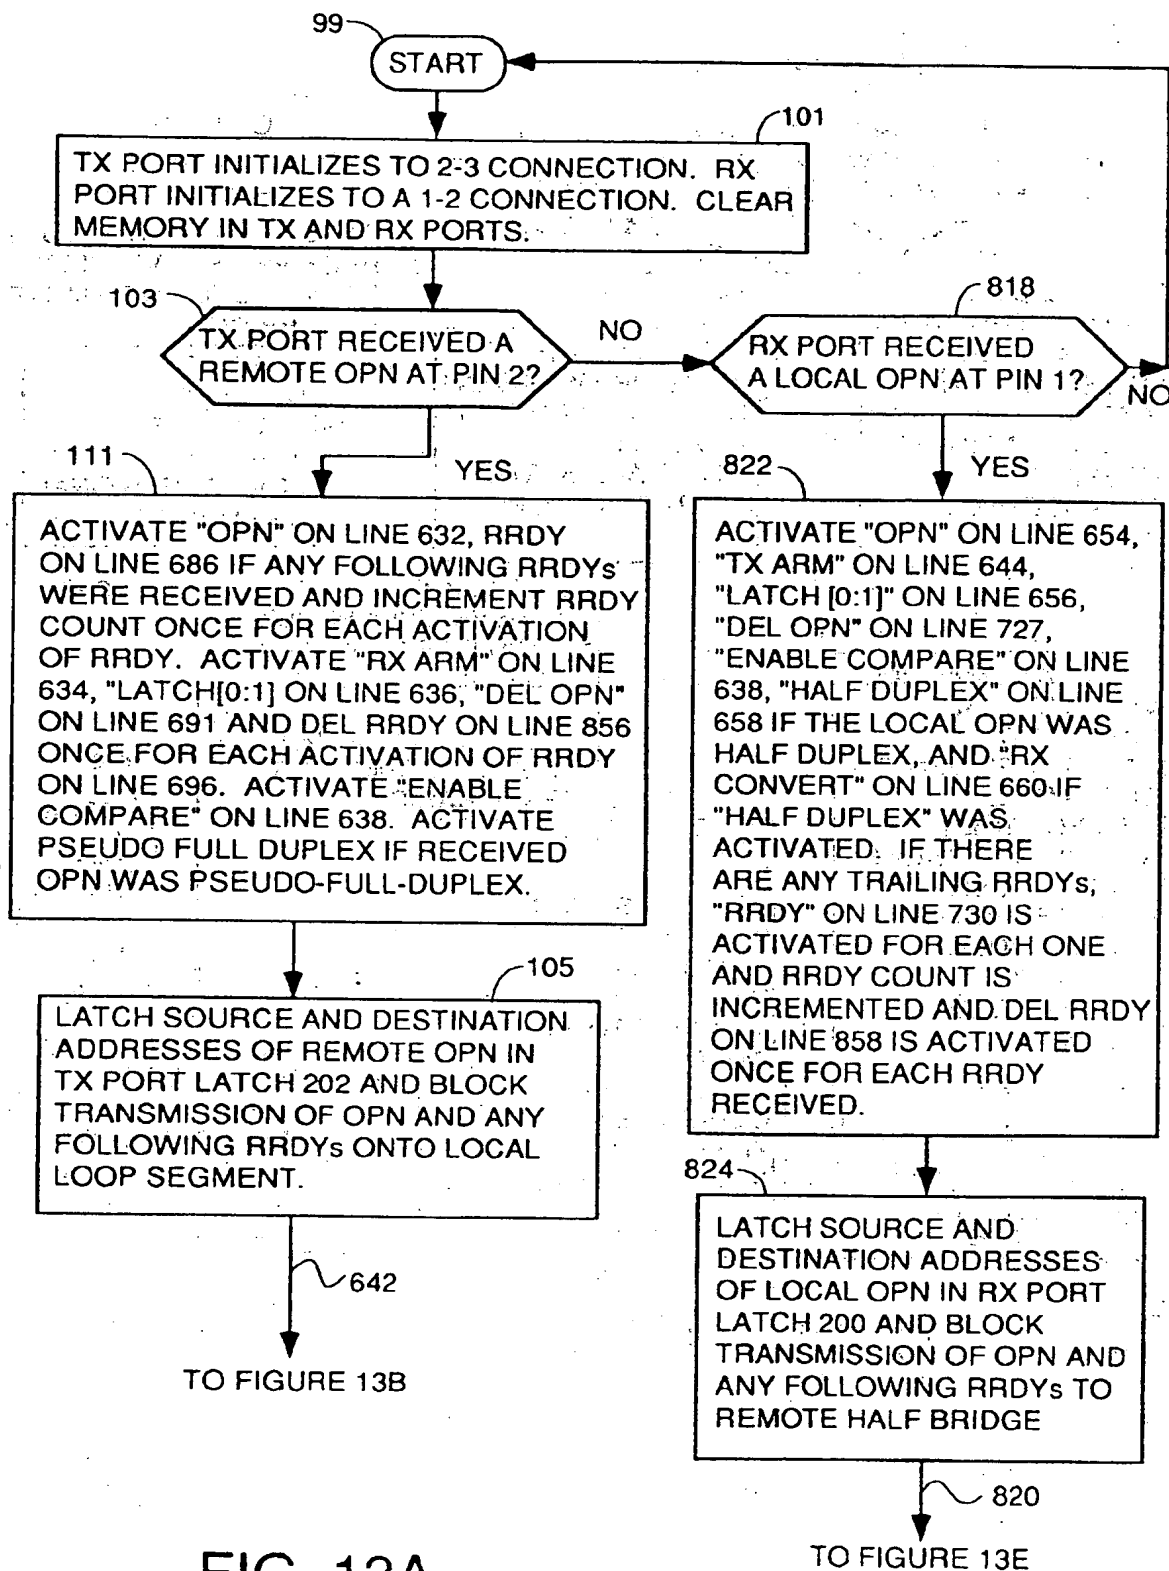 99
START
101
TX PORT INITIALIZES TO 2-3 CONNECTION. RX
PORT INITIALIZES TO A 1-2 CONNECTION. CLEAR
MEMORY IN TX AND RX PORTS.
103
TX PORT RECEIVED A
REMOTE OPN AT PIN 2?
NO
818
RX PORT RECEIVED
A LOCAL OPN AT PIN 1?
NO
111
YES
ACTIVATE "OPN" ON LINE 632, RRDY
ON LINE 686 IF ANY FOLLOWING RRDYs
WERE RECEIVED AND INCREMENT RRDY
COUNT ONCE FOR EACH ACTIVATION
OF RRDY. ACTIVATE "RX ARM" ON LINE
634, "LATCH[0:1] ON LINE 636, "DEL OPN"
ON LINE 691 AND DEL RRDY ON LINE 856
ONCE FOR EACH ACTIVATION OF RRDY
ON LINE 696. ACTIVATE "ENABLE
COMPARE" ON LINE 638. ACTIVATE
PSEUDO FULL DUPLEX IF RECEIVED
OPN WAS PSEUDO-FULL-DUPLEX.
105
LATCH SOURCE AND DESTINATION
ADDRESSES OF REMOTE OPN IN
TX PORT LATCH 202 AND BLOCK
TRANSMISSION OF OPN AND ANY
FOLLOWING RRDYs ONTO LOCAL
LOOP SEGMENT.
642
TO FIGURE 13B
822
YES
ACTIVATE "OPN" ON LINE 654,
"TX ARM" ON LINE 644,
"LATCH [0:1]" ON LINE 656,
"DEL OPN" ON LINE 727,
"ENABLE COMPARE" ON LINE
638, "HALF DUPLEX" ON LINE
658 IF THE LOCAL OPN WAS
HALF DUPLEX, AND "RX
CONVERT" ON LINE 660 IF
"HALF DUPLEX" WAS
ACTIVATED. IF THERE
ARE ANY TRAILING RRDYs,
"RRDY" ON LINE 730 IS
ACTIVATED FOR EACH ONE
AND RRDY COUNT IS
INCREMENTED AND DEL RRDY
ON LINE 858 IS ACTIVATED
ONCE FOR EACH RRDY
RECEIVED.
824
LATCH SOURCE AND
DESTINATION ADDRESSES
OF LOCAL OPN IN RX PORT
LATCH 200 AND BLOCK
TRANSMISSION OF OPN AND
ANY FOLLOWING RRDYs TO
REMOTE HALF BRIDGE
820
TO FIGURE 13E
FIG. 13A